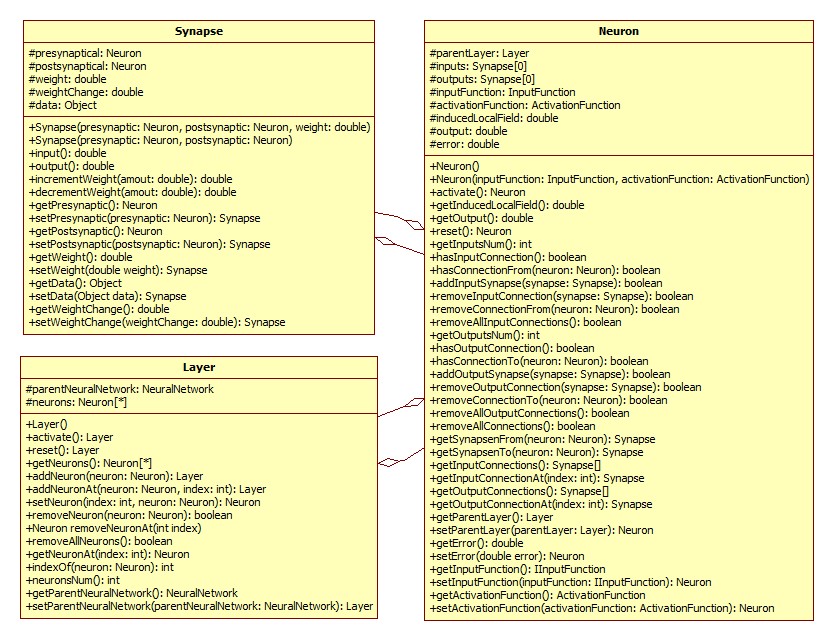 Synapse
#presynaptical: Neuron
#postsynaptical: Neuron
#weight: double
#weightChange: double
#data: Object
+Synapse(presynaptic: Neuron, postsynaptic: Neuron, weight: double)
+Synapse(presynaptic: Neuron, postsynaptic: Neuron)
+input(): double
+output(): double
+incrementWeight(amout: double): double
+decrementWeight(amout: double): double
+getPresynaptic(): Neuron
+setPresynaptic(presynaptic: Neuron): Synapse
+getPostsynaptic(): Neuron
+setPostsynaptic(postsynaptic: Neuron): Synapse
+getWeight(): double
+setWeight(double weight): Synapse
+getData(): Object
+setData(Object data): Synapse
+getWeightChange(): double
+setWeightChange(weightChange: double): Synapse
Layer
#parentNeuralNetwork: NeuralNetwork
#neurons: Neuron[*]
+Layer()
+activate(): Layer
+reset(): Layer
+getNeurons(): Neuron[*]
+addNeuron(neuron: Neuron): Layer
+addNeuronAt(neuron: Neuron, index: int): Layer
+setNeuron(index: int, neuron: Neuron): Neuron
+removeNeuron(neuron: Neuron): boolean
+Neuron removeNeuronAt(int index)
+removeAllNeurons(): boolean
+getNeuronAt(index: int): Neuron
+indexOf(neuron: Neuron): int
+neuronsNum(): int
+getParentNeuralNetwork(): NeuralNetwork
+setParentNeuralNetwork(parentNeuralNetwork: NeuralNetwork): Layer
Neuron
#parentLayer: Layer
#inputs: Synapse[0]
#outputs: Synapse[0]
#inputFunction: InputFunction
#activationFunction: ActivationFunction
#inducedLocalField: double
#output: double
#error: double
+Neuron()
+Neuron(inputFunction: InputFunction, activationFunction: ActivationFunction)
+activate(): Neuron
+getInducedLocalField(): double
+getOutput(): double
+reset(): Neuron
+getInputsNum(): int
+hasInputConnection(): boolean
+hasConnectionFrom(neuron: Neuron): boolean
+addInputSynapse(synapse: Synapse): boolean
+removeInputConnection(synapse: Synapse): boolean
+removeConnectionFrom(neuron: Neuron): boolean
+removeAllInputConnections(): boolean
+getOutputsNum(): int
+hasOutputConnection(): boolean
+hasConnectionTo(neuron: Neuron): boolean
+addOutputSynapse(synapse: Synapse): boolean
+removeOutputConnection(synapse: Synapse): boolean
+removeConnectionTo(neuron: Neuron): boolean
+removeAllOutputConnections(): boolean
+removeAllConnections(): boolean
+getSynapsenFrom(neuron: Neuron): Synapse
+getSynapsenTo(neuron: Neuron): Synapse
+getInputConnections(): Synapse[]
+getInputConnectionAt(index: int): Synapse
+getOutputConnections(): Synapse[]
+getOutputConnectionAt(index: int): Synapse
+getParentLayer(): Layer
+setParentLayer(parentLayer: Layer): Neuron
+getError(): double
+setError(double error): Neuron
+getInputFunction(): IInputFunction
+setInputFunction(inputFunction: IInputFunction): Neuron
+getActivationFunction(): ActivationFunction
+setActivationFunction(activationFunction: ActivationFunction): Neuron